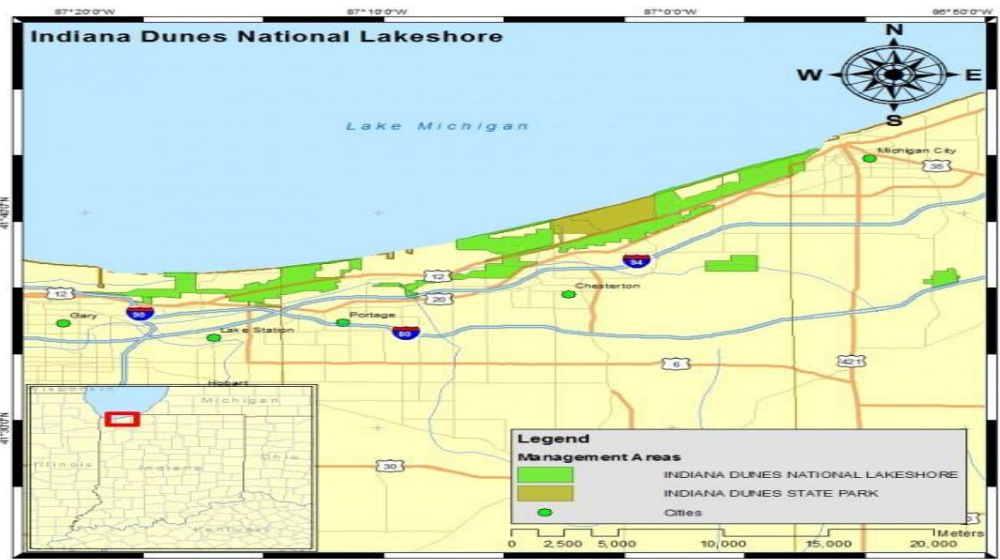 87°20'0"W 87°10'0"W 87°0'0"W 86°50'0"W
Indiana Dunes National Lakeshore
N
W E
S
Lake Michigan
Michigan City
35
41°40'0"N
94
12
12
20
Chesterton
Gary
90
Portage
Lake Station
80
6
421
Hobart
Wisconsin
Michigan
41°30'0"N
30
Illinois
Indiana
Ohio
Kentucky
Legend
Management Areas
INDIANA DUNES NATIONAL LAKESHORE
INDIANA DUNES STATE PARK
Cities
Meters
0 2,500 5,000 10,000 15,000 20,000